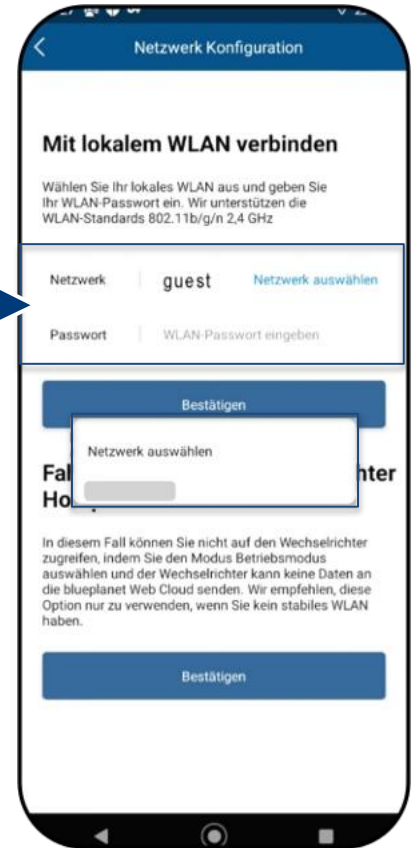 Netzwerk Konfiguration
Mit lokalem WLAN verbinden
Wählen Sie Ihr lokales WLAN aus und geben Sie
Ihr WLAN-Passwort ein. Wir unterstützen die
WLAN-Standards 802.11b/g/n 2,4 GHz
Netzwerk guest Netzwerk auswählen
Passwort WLAN-Passwort eingeben
Bestätigen
Netzwerk auswählen
In diesem Fall können Sie nicht auf den Wechselrichter
zugreifen, indem Sie den Modus Betriebsmodus
auswählen und der Wechselrichter kann keine Daten an
die blueplanet Web Cloud senden. Wir empfehlen, diese
Option nur zu verwenden, wenn Sie kein stabiles WLAN
haben.
Bestätigen